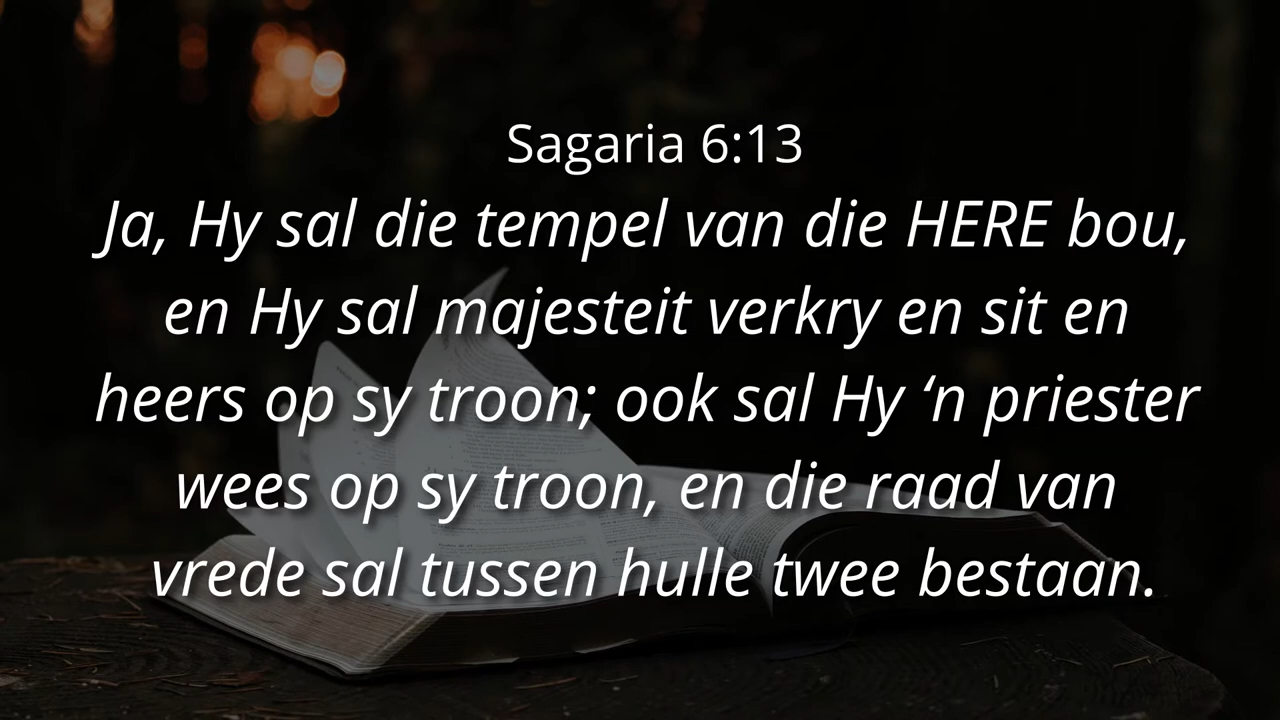 Sagaria 6:13
Ja, Hy sal die tempel van die HERE bou,
en Hy sal majesteit verkry en sit en
heers op sy troon; ook sal Hy ‘n priester
wees op sy troon, en die raad van
vrede sal tussen hulle twee bestaan.